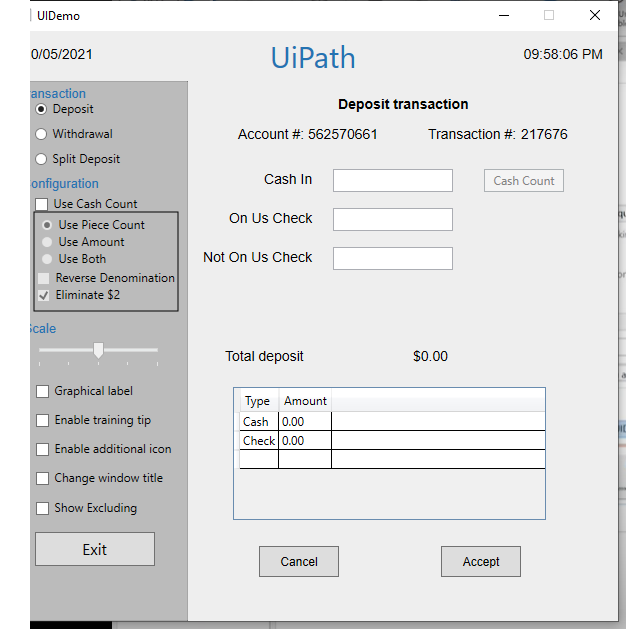 UIDemo
0/05/2021
UiPath
09:58:06 PM
ansaction
Deposit
Withdrawal
Split Deposit
onfiguration
Use Cash Count
Use Piece Count
Use Amount
Use Both
Reverse Denomination
Eliminate $2
Scale
Graphical label
Enable training tip
Enable additional icon
Change window title
Show Excluding
Exit
Deposit transaction
Account #: 562570661 Transaction #: 217676
Cash In
Cash Count
On Us Check
Not On Us Check
Total deposit $0.00
Type Amount
Cash 0.00
Check 0.00
Cancel Accept